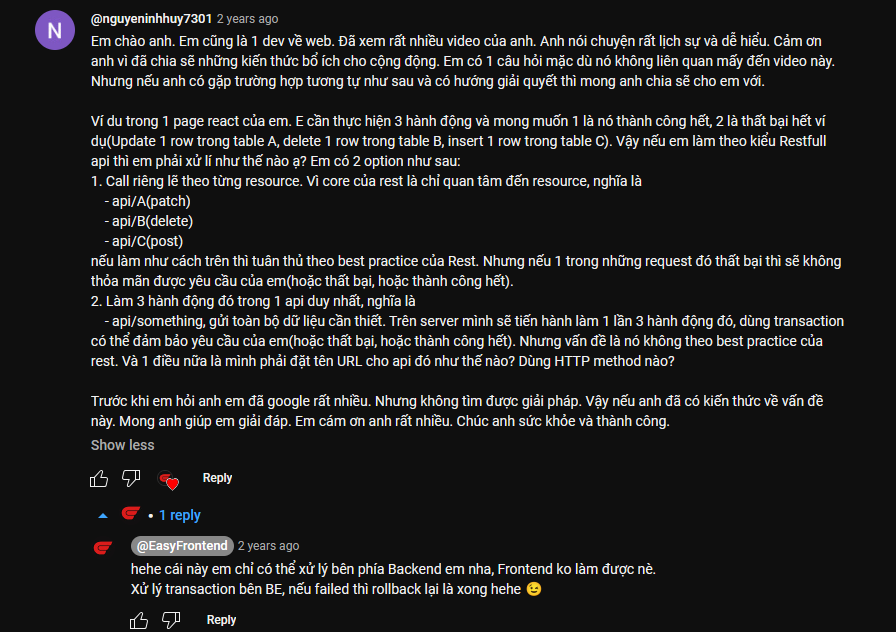 N
@nguyeninhhuy7301 2 years ago
Em chào anh. Em cũng là 1 dev về web. Đã xem rất nhiều video của anh. Anh nói chuyện rất lịch sự và dễ hiểu. Cảm ơn
anh vì đã chia sẽ những kiến thức bổ ích cho cộng động. Em có 1 câu hỏi mặc dù nó không liên quan mấy đến video này.
Nhưng nếu anh có gặp trường hợp tương tự như sau và có hướng giải quyết thì mong anh chia sẽ cho em với.
Ví du trong 1 page react của em. E cần thực hiện 3 hành động và mong muốn 1 là nó thành công hết, 2 là thất bại hết ví
dụ(Update 1 row trong table A, delete 1 row trong table B, insert 1 row trong table C). Vậy nếu em làm theo kiểu Restfull
api thì em phải xử lí như thế nào ạ? Em có 2 option như sau:
1. Call riêng lẽ theo từng resource. Vì core của rest là chỉ quan tâm đến resource, nghĩa là
- api/A(patch)
- api/B(delete)
- api/C(post)
nếu làm như cách trên thì tuân thủ theo best practice của Rest. Nhưng nếu 1 trong những request đó thất bại thì sẽ không
thỏa mãn được yêu cầu của em(hoặc thất bại, hoặc thành công hết).
2. Làm 3 hành động đó trong 1 api duy nhất, nghĩa là
- api/something, gửi toàn bộ dữ liệu cần thiết. Trên server mình sẽ tiến hành làm 1 lần 3 hành động đó, dùng transaction
có thể đảm bảo yêu cầu của em(hoặc thất bại, hoặc thành công hết). Nhưng vấn đề là nó không theo best practice của
rest. Và 1 điều nữa là mình phải đặt tên URL cho api đó như thế nào? Dùng HTTP method nào?
Trước khi em hỏi anh em đã google rất nhiều. Nhưng không tìm được giải pháp. Vậy nếu anh đã có kiến thức về vấn đề
này. Mong anh giúp em giải đáp. Em cám ơn anh rất nhiều. Chúc anh sức khỏe và thành công.
Show less
Reply
• 1 reply
@EasyFrontend 2 years ago
hehe cái này em chỉ có thể xử lý bên phía Backend em nha, Frontend ko làm được nè.
Xử lý transaction bên BE, nếu failed thì rollback lại là xong hehe 😉
Reply